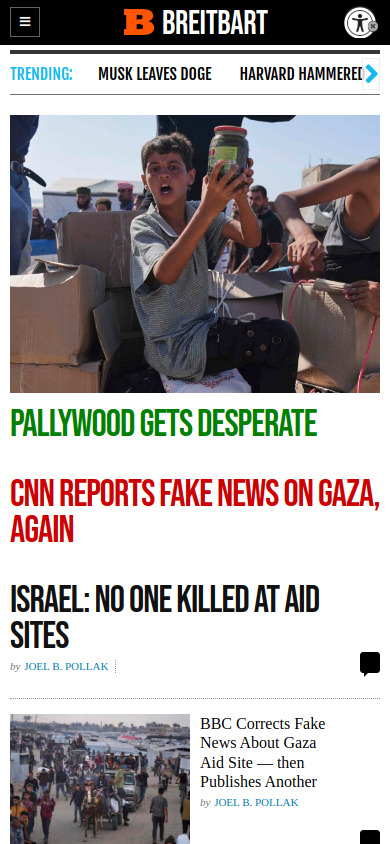 BREITBART
TRENDING: MUSK LEAVES DOGE HARVARD HAMMERED
PALLYWOOD GETS DESPERATE
CNN REPORTS FAKE NEWS ON GAZA,
AGAIN
ISRAEL: NO ONE KILLED AT AID
SITES
by JOEL B. POLLAK
BBC Corrects Fake
News About Gaza
Aid Site — then
Publishes Another
by JOEL B. POLLAK